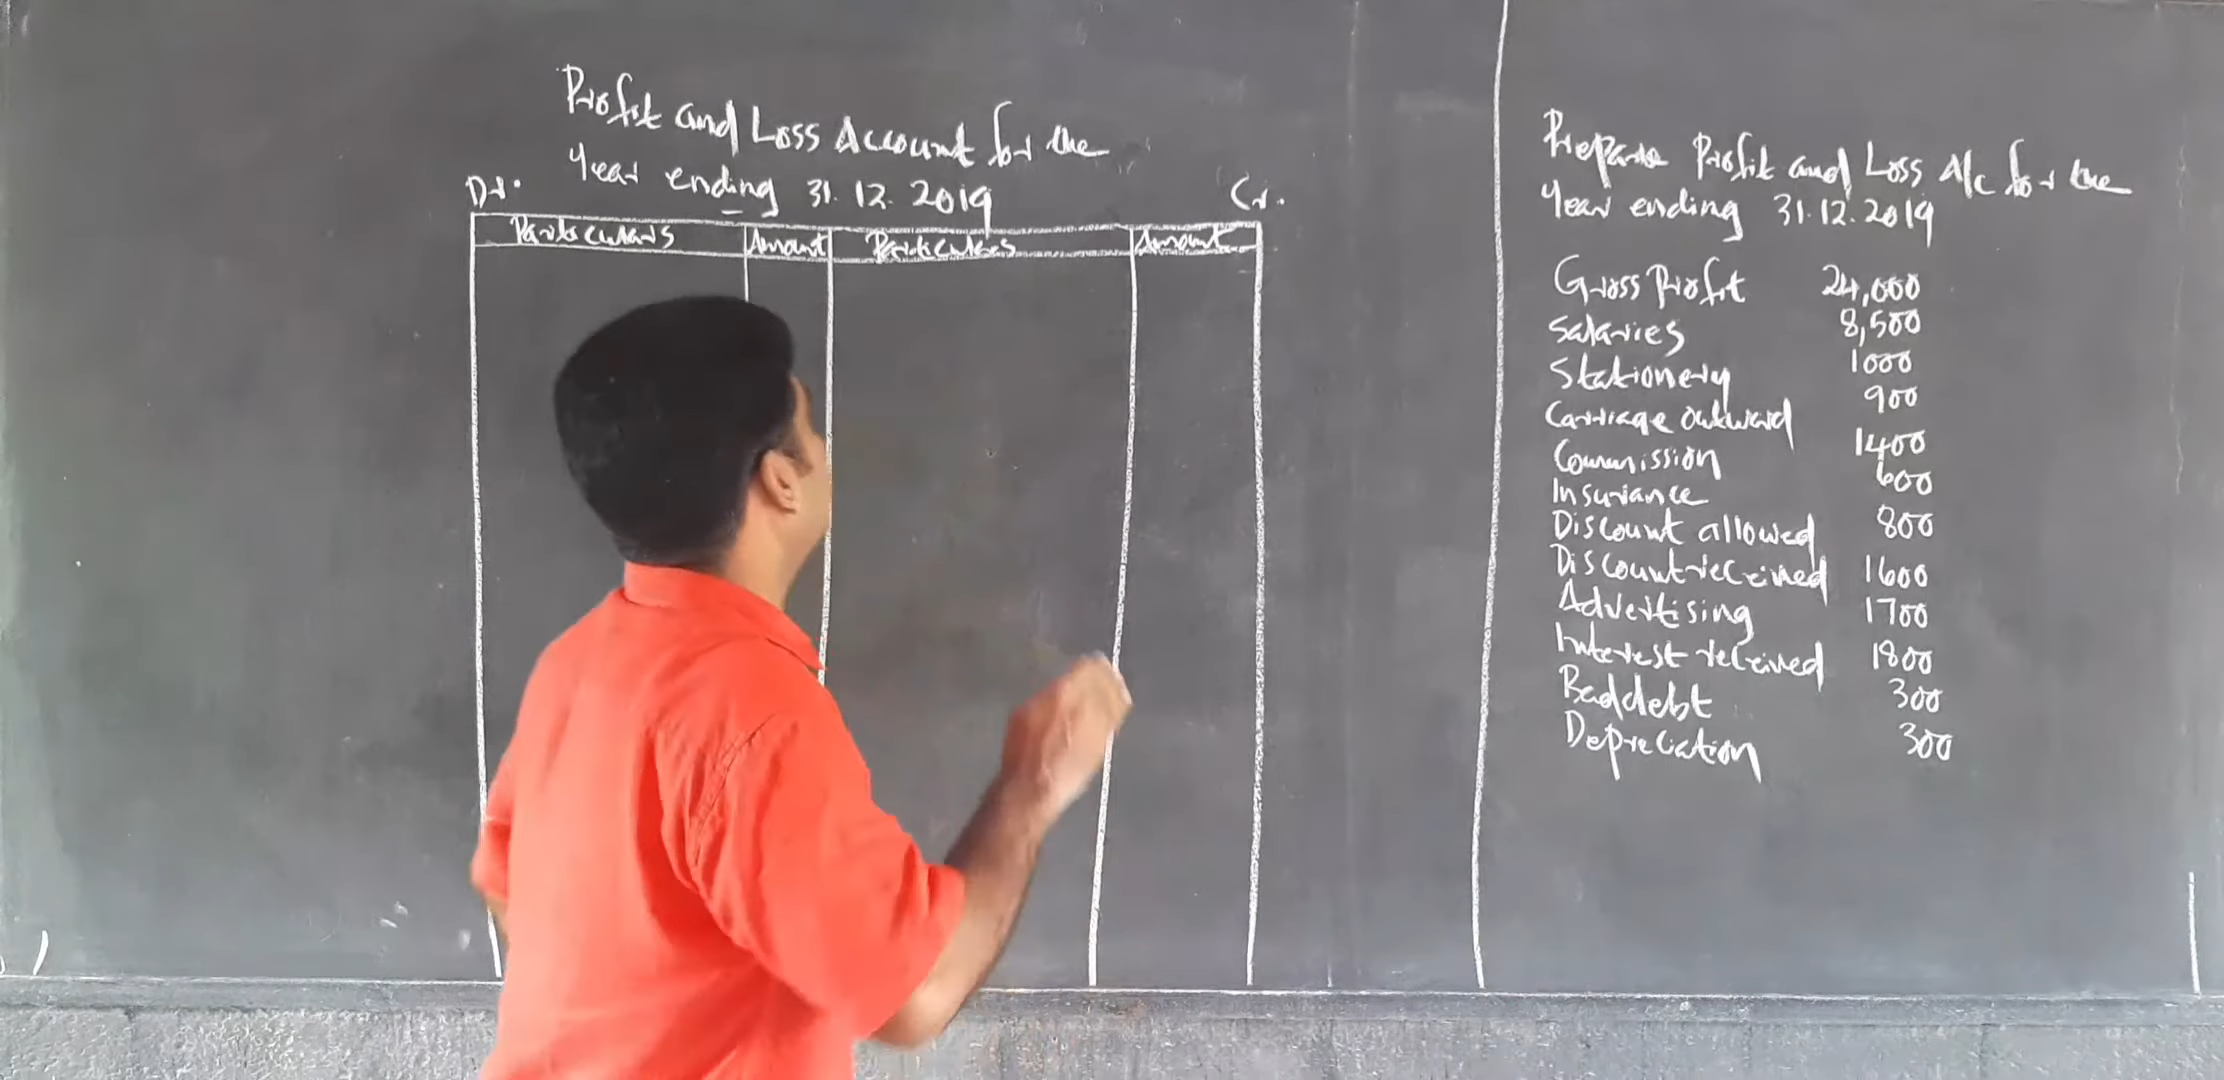 Profit and Loss Account for the
Year ending 31.12.2019
Dr. Cr.
Particulars Amount Particulars Amount
Prepare Profit and Loss A/c for the
Year ending 31.12.2019
Gross Profit 24,000
Salaries 8,500
Stationery 1000
Carriage outward 900
Commission 1400
Insurance 600
Discount allowed 800
Discount received 1600
Advertising 1700
Interest received 1800
Bad debt 300
Depreciation 300